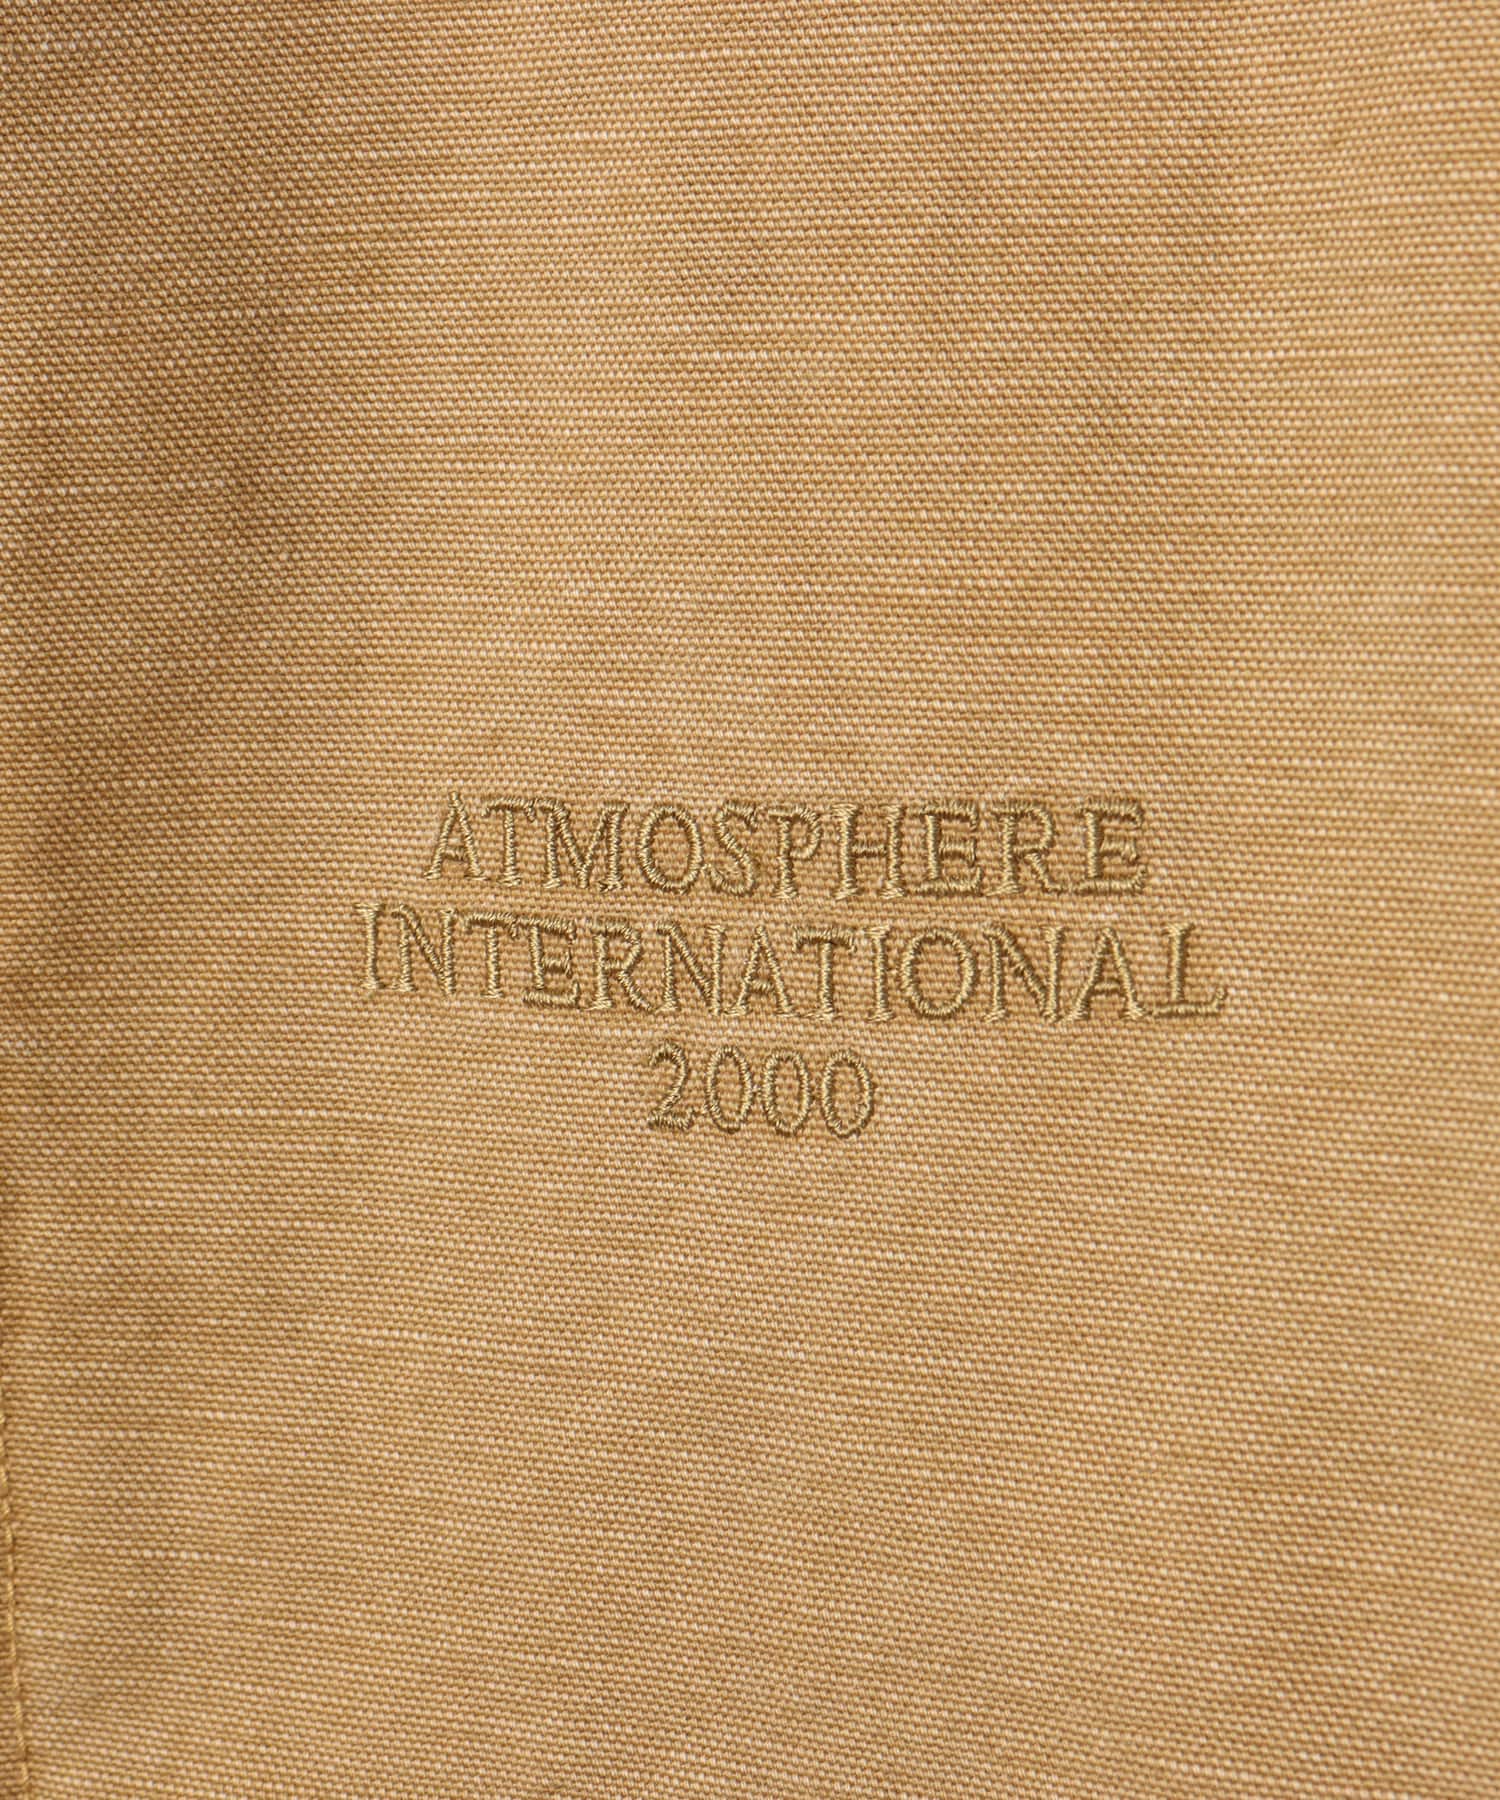 ATMOSPHERE
INTERNATIONAL
2000